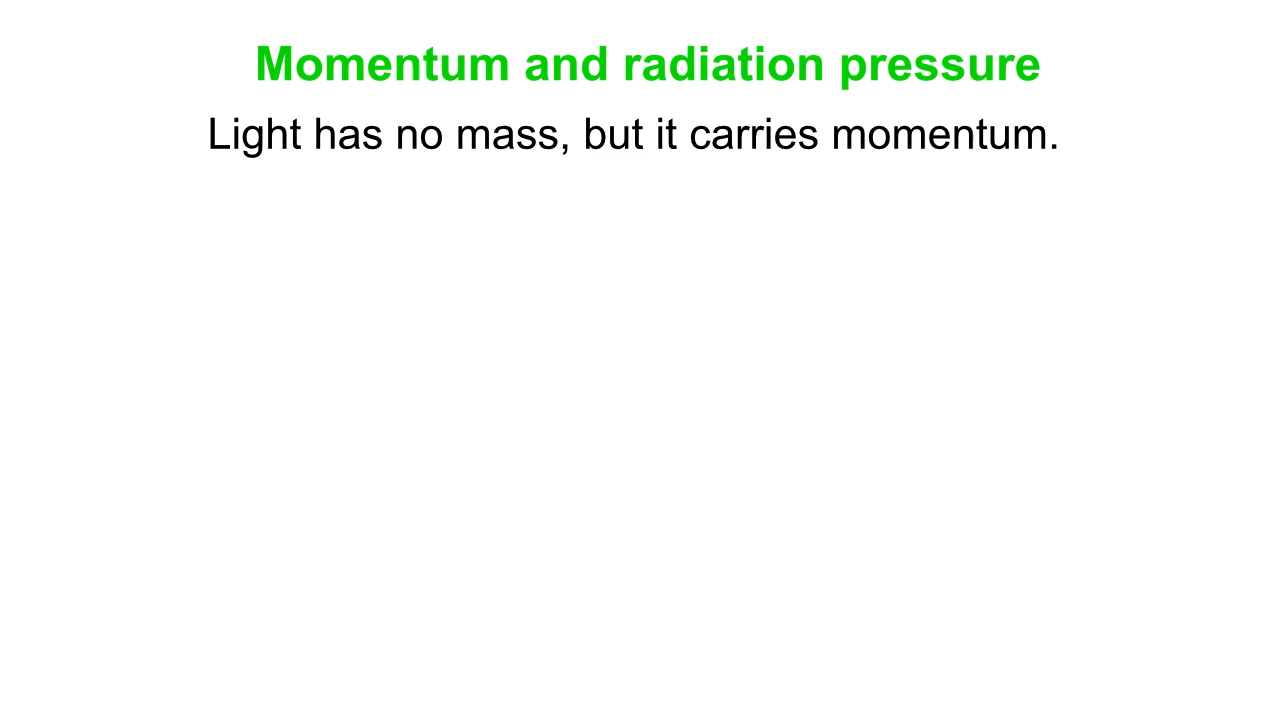 Momentum and radiation pressure
Light has no mass, but it carries momentum.